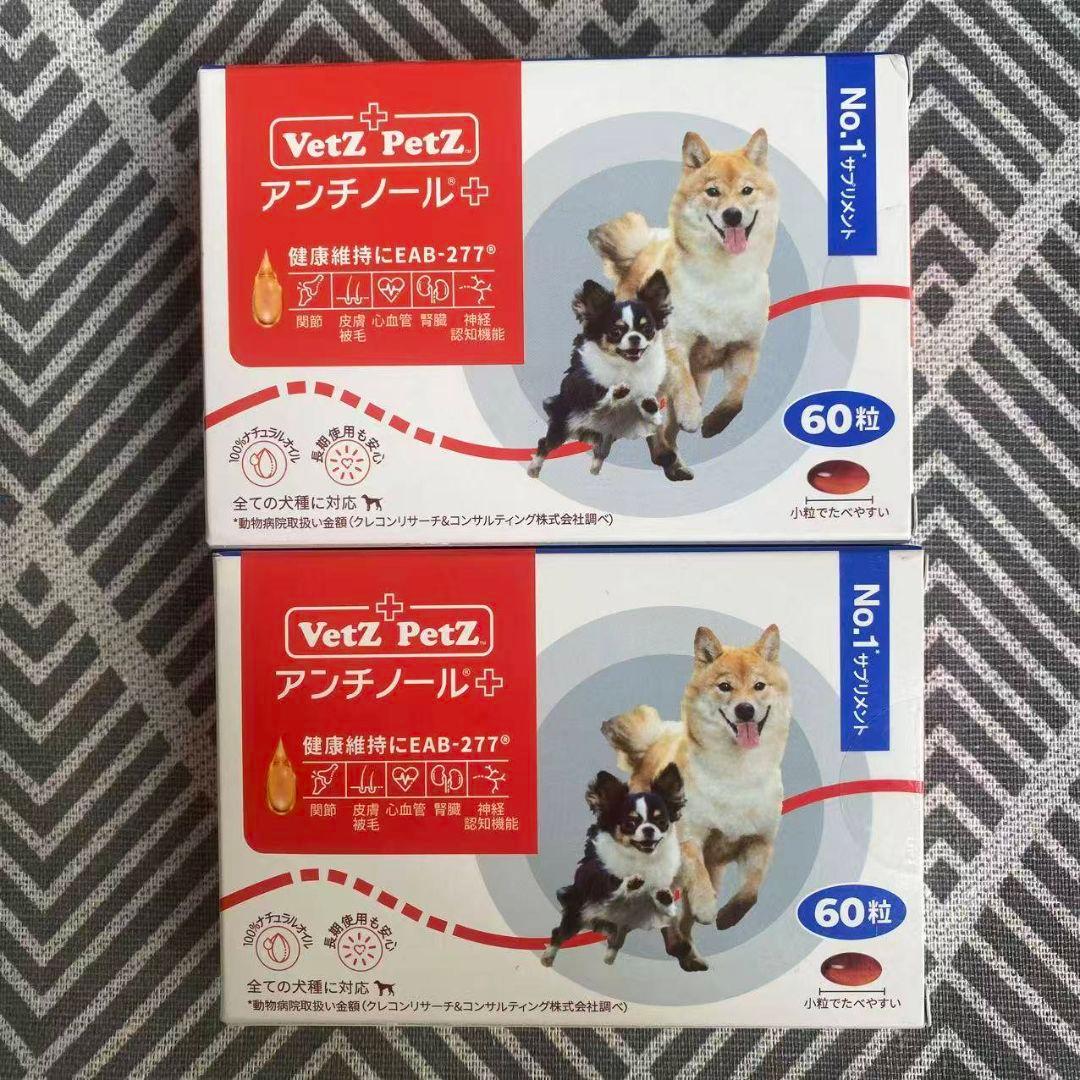 VetZ PetZ™
アンチノール®+
健康維持にEAB-277®
関節 皮膚被毛 心血管 腎臓 神経認知機能
No.1*サプリメント
100%ナチュラルオイル
長期使用も安心
60粒
小粒でたべやすい
全ての犬種に対応
*動物病院取扱い金額(クレコンリサーチ&コンサルティング株式会社調べ)
VetZ PetZ™
アンチノール®+
健康維持にEAB-277®
関節 皮膚被毛 心血管 腎臓 神経認知機能
No.1*サプリメント
100%ナチュラルオイル
長期使用も安心
60粒
小粒でたべやすい
全ての犬種に対応
*動物病院取扱い金額(クレコンリサーチ&コンサルティング株式会社調べ)